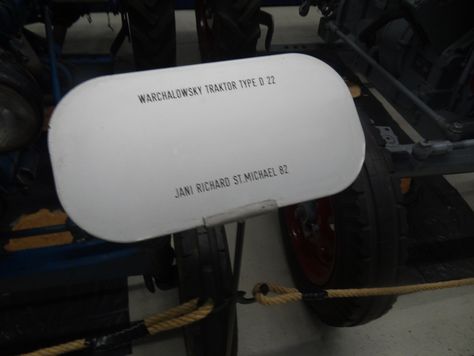 WARCHALOWSKY TRAKTOR TYPE D 22
JANI RICHARD ST.MICHAEL 82